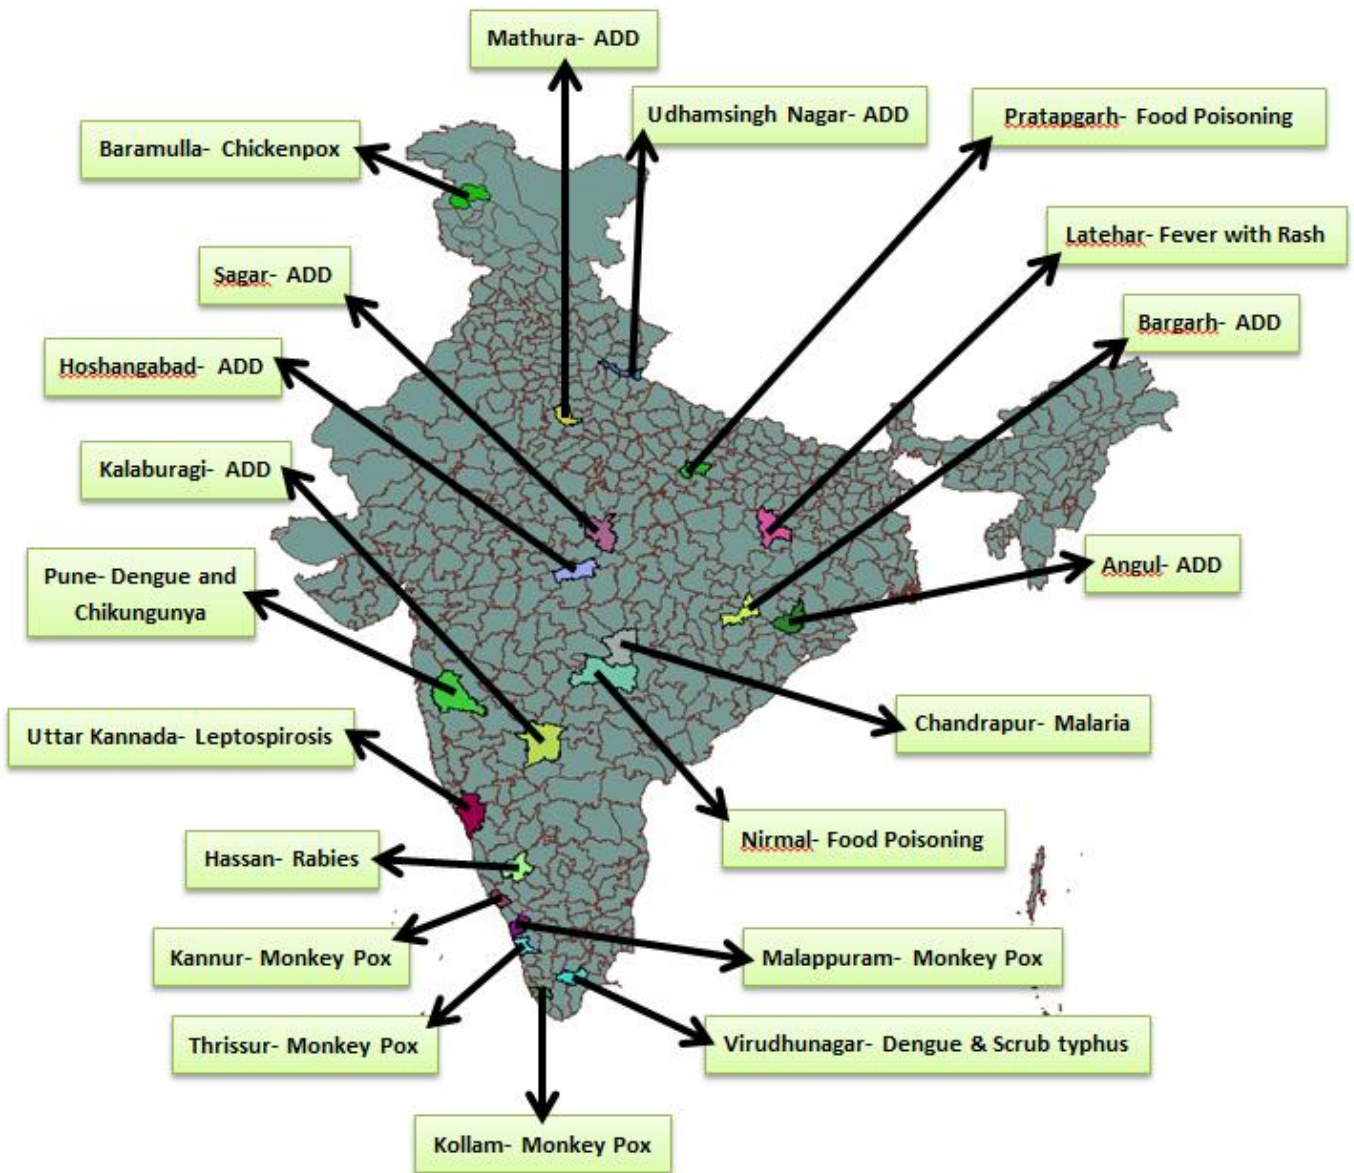 Mathura- ADD
Udhamsingh Nagar- ADD
Pratapgarh- Food Poisoning
Baramulla- Chickenpox
Latehar- Fever with Rash
Sagar- ADD
Bargarh- ADD
Hoshangabad- ADD
Kalaburagi- ADD
Angul- ADD
Pune- Dengue and
Chikungunya
Chandrapur- Malaria
Uttar Kannada- Leptospirosis
Nirmal- Food Poisoning
Hassan- Rabies
Kannur- Monkey Pox
Malappuram- Monkey Pox
Thrissur- Monkey Pox
Virudhunagar- Dengue & Scrub typhus
Kollam- Monkey Pox